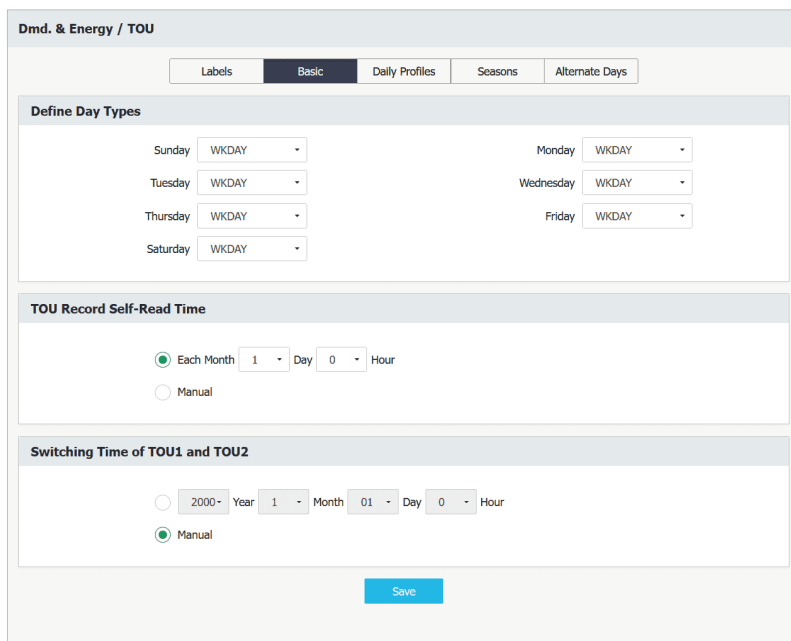 Dmd. & Energy / TOU
Labels Basic Daily Profiles Seasons Alternate Days
Define Day Types
Sunday WKDAY Monday WKDAY
Tuesday WKDAY Wednesday WKDAY
Thursday WKDAY Friday WKDAY
Saturday WKDAY
TOU Record Self-Read Time
Each Month 1 Day 0 Hour
Manual
Switching Time of TOU1 and TOU2
2000 Year 1 Month 01 Day 0 Hour
Manual
Save